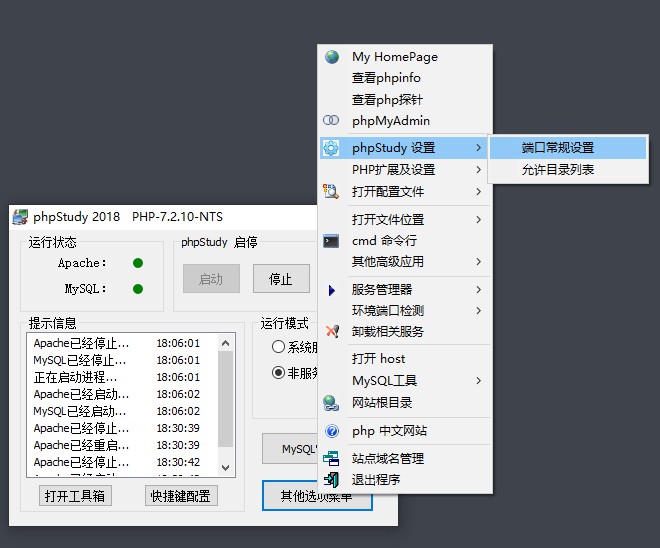 My HomePage
查看phpinfo
查看php探针
phpMyAdmin
phpStudy 设置
PHP扩展及设置
打开配置文件
打开文件位置
cmd 命令行
其他高级应用
服务管理器
环境端口检测
卸载相关服务
打开 host
MySQL工具
网站根目录
php 中文网站
站点域名管理
退出程序
端口常规设置
允许目录列表
phpStudy 2018 PHP-7.2.10-NTS
运行状态
Apache:
MySQL:
phpStudy 启停
启动
停止
提示信息
Apache已经停止... 18:06:01
MySQL已经停止... 18:06:01
正在启动进程... 18:06:01
Apache已经启动... 18:06:02
MySQL已经启动... 18:06:02
Apache已经停止... 18:30:39
Apache已经重启... 18:30:39
Apache已经停止... 18:30:42
运行模式
系统服
非服务
MySQL
打开工具箱
快捷键配置
其他选项菜单